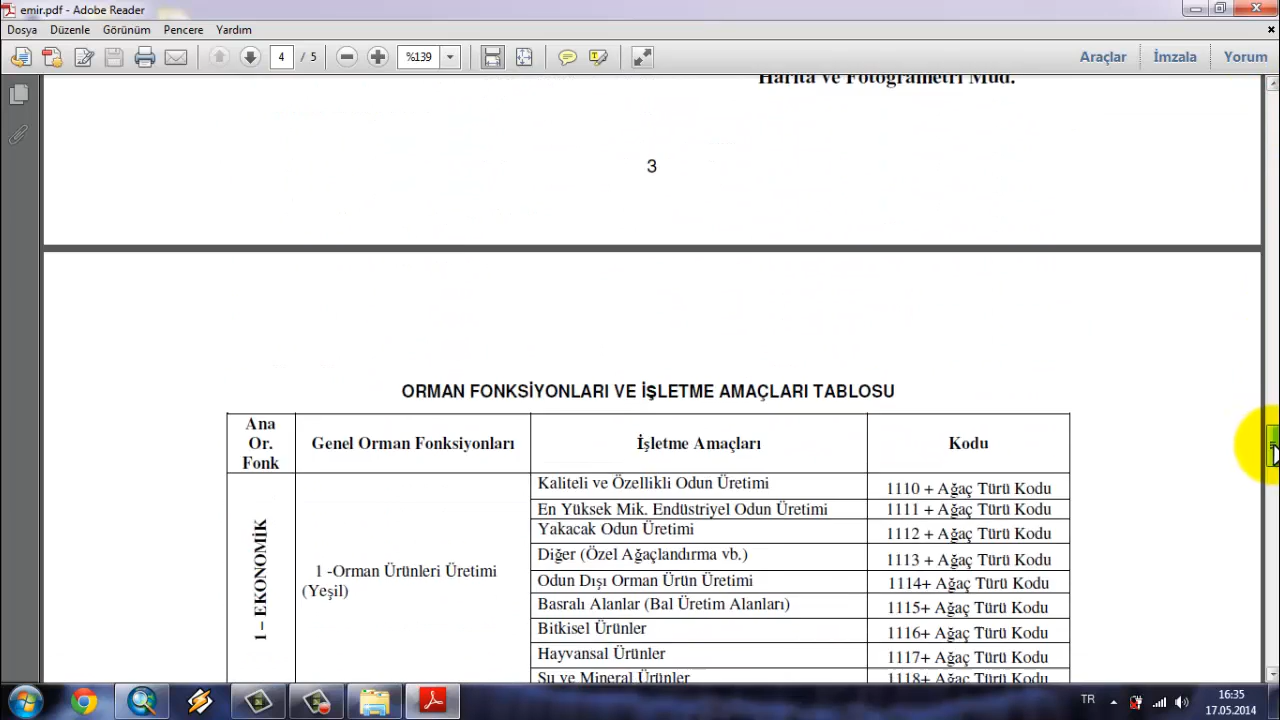 emir.pdf - Adobe Reader
Dosya Düzenle Görünüm Pencere Yardım
4 / 5 %139 Araçlar İmzala Yorum
Harita ve Fotogrametri Müd.
3
ORMAN FONKSİYONLARI VE İŞLETME AMAÇLARI TABLOSU
Ana
Or.
Fonk
Genel Orman Fonksiyonları
İşletme Amaçları
Kodu
1 – EKONOMİK
1 -Orman Ürünleri Üretimi
(Yeşil)
Kaliteli ve Özellikli Odun Üretimi 1110 + Ağaç Türü Kodu
En Yüksek Mik. Endüstriyel Odun Üretimi 1111 + Ağaç Türü Kodu
Yakacak Odun Üretimi 1112 + Ağaç Türü Kodu
Diğer (Özel Ağaçlandırma vb.) 1113 + Ağaç Türü Kodu
Odun Dışı Orman Ürün Üretimi 1114+ Ağaç Türü Kodu
Basralı Alanlar (Bal Üretim Alanları) 1115+ Ağaç Türü Kodu
Bitkisel Ürünler 1116+ Ağaç Türü Kodu
Hayvansal Ürünler 1117+ Ağaç Türü Kodu
Su ve Mineral Ürünler 1118+ Ağaç Türü Kodu
TR
16:35
17.05.2014